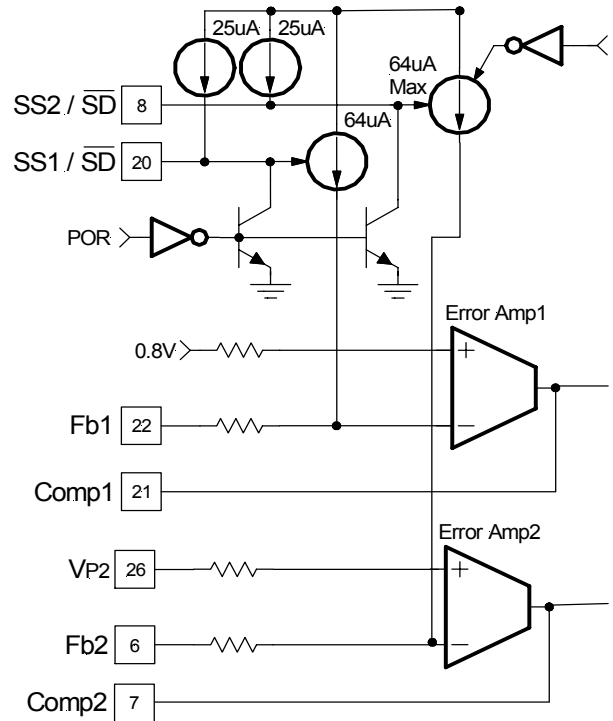 25uA 25uA
64uA
Max
SS2 / SD 8
64uA
SS1 / SD 20
POR
Error Amp1
0.8V
+
Fb1 22
−
Comp1 21
Error Amp2
VP2 26
+
Fb2 6
−
Comp2 7